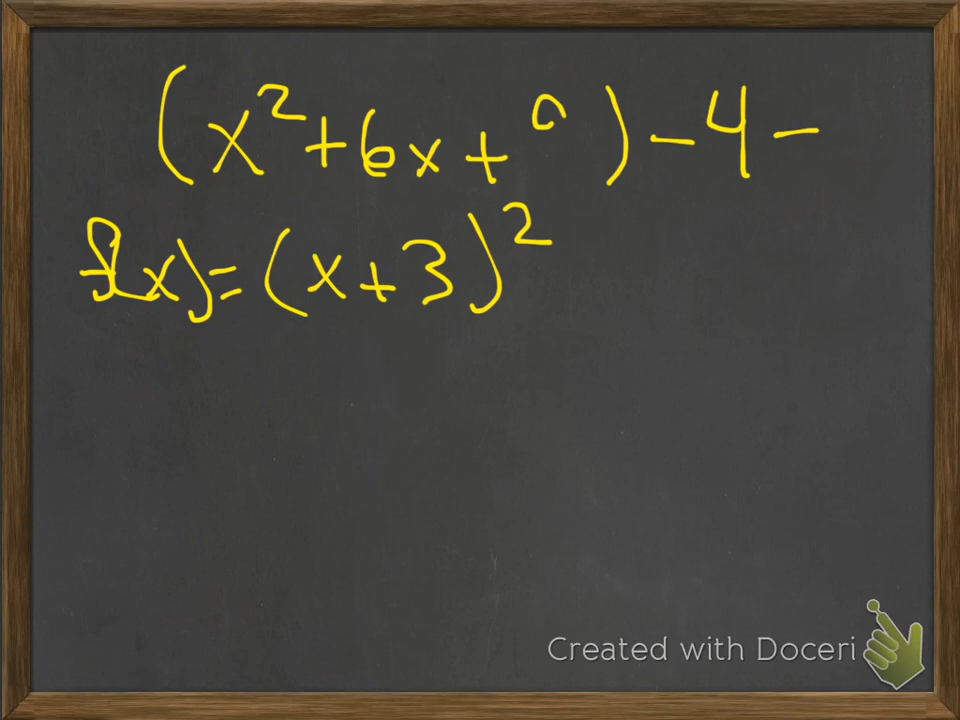 (x² + 6x + ) - 4 -
f(x) = (x + 3)²
Created with Doceri